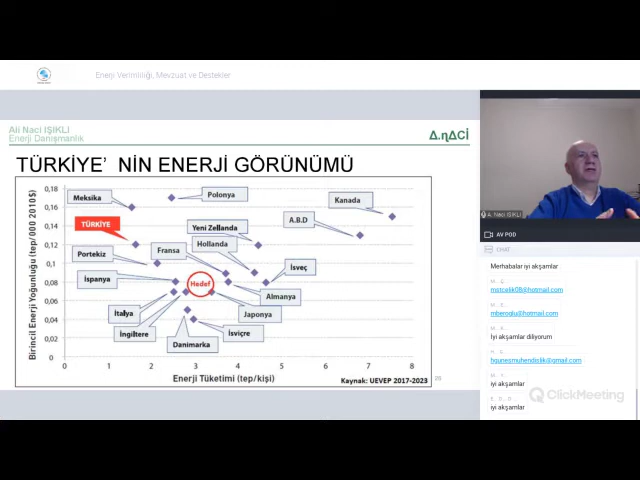 Enerji Verimliliği, Mevzuat ve Destekler
Ali Naci IŞIKLI
Enerji Danışmanlık
TÜRKİYE' NİN ENERJİ GÖRÜNÜMÜ
Birincil Enerji Yoğunluğu (tep/000 2010$)
0,18
0,16
0,14
0,12
0,1
0,08
0,06
0,04
0,02
0
Meksika
Polonya
Kanada
TÜRKİYE
Yeni Zellanda
A.B.D
Hollanda
Portekiz
Fransa
İsveç
İspanya
Hedef
Almanya
İtalya
Japonya
İngiltere
İsviçre
Danimarka
0 1 2 3 4 5 6 7 8
Enerji Tüketimi (tep/kişi)
Kaynak: UEVEP 2017-2023
A. Naci IŞIKLI
AV POD
CHAT
Merhabalar iyi akşamlar
mstcelik08@hotmail.com
mberoglu@hotmail.com
İyi akşamlar diliyorum
hgunesmuhendislik@gmail.com
iyi akşamlar
iyi akşamlar
ClickMeeting